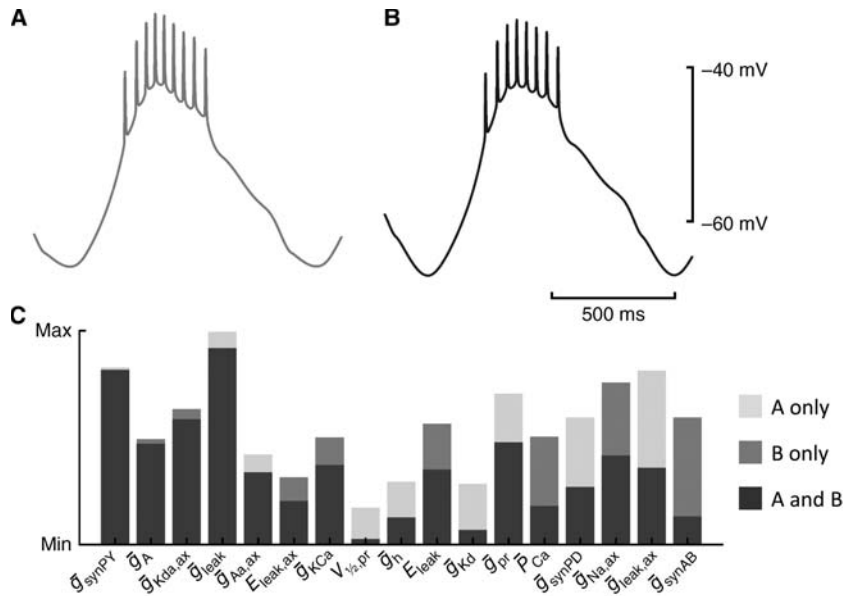 A
B
−40 mV
−60 mV
500 ms
C
Max
Min
A only
B only
A and B
ḡsynPY
ḡA
ḡKda,ax
ḡleak
ḡAa,ax
Eleak,ax
ḡKCa
V½,pr
ḡh
Eleak
ḡKd
ḡpr
P̄Ca
ḡsynPD
ḡNa,ax
ḡleak,ax
ḡsynAB